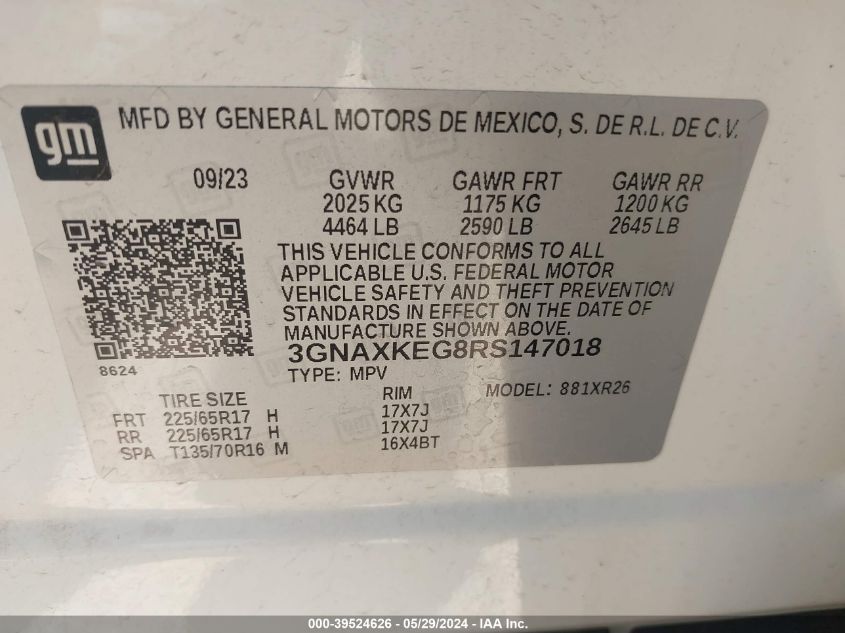 gm
MFD BY GENERAL MOTORS DE MEXICO, S. DE R.L. DE C.V.
09/23 GVWR GAWR FRT GAWR RR
2025 KG 1175 KG 1200 KG
4464 LB 2590 LB 2645 LB
THIS VEHICLE CONFORMS TO ALL
APPLICABLE U.S. FEDERAL MOTOR
VEHICLE SAFETY AND THEFT PREVENTION
STANDARDS IN EFFECT ON THE DATE OF
MANUFACTURE SHOWN ABOVE.
3GNAXKEG8RS147018
8624
TYPE: MPV MODEL: 881XR26
TIRE SIZE RIM
FRT 225/65R17 H 17X7J
RR 225/65R17 H 17X7J
SPA T135/70R16 M 16X4BT
000-39524626 - 05/29/2024 - IAA Inc.